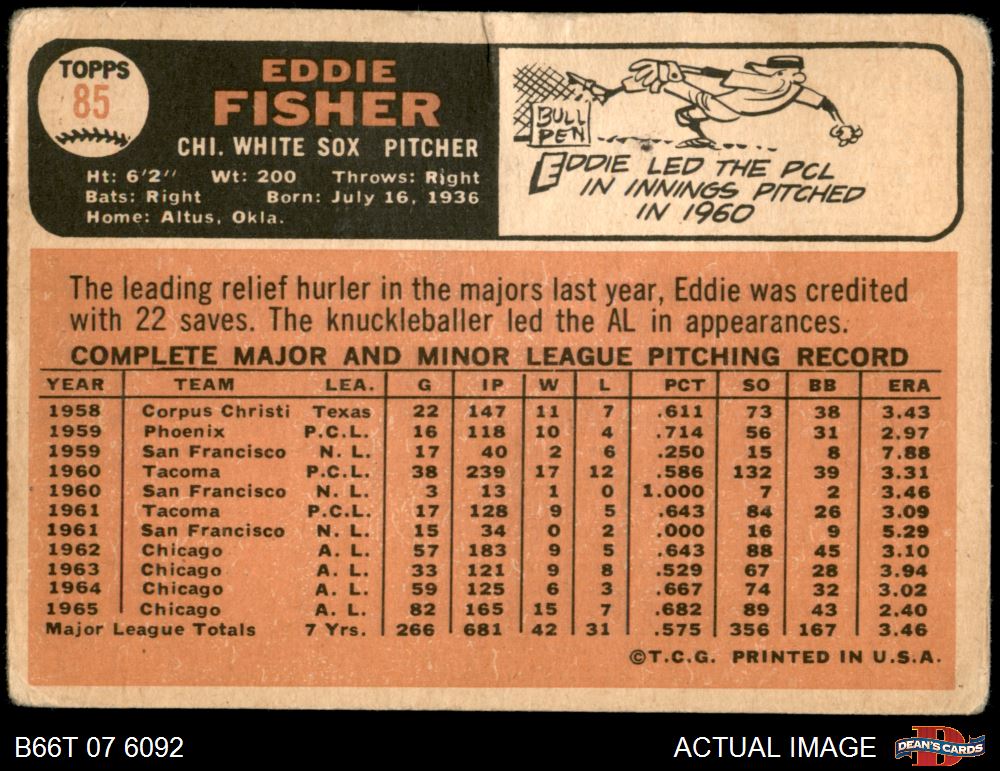 TOPPS
85
EDDIE
FISHER
CHI. WHITE SOX PITCHER
Ht: 6'2" Wt: 200 Throws: Right
Bats: Right Born: July 16, 1936
Home: Altus, Okla.
BULL
PEN
EDDIE LED THE PCL
IN INNINGS PITCHED
IN 1960
The leading relief hurler in the majors last year, Eddie was credited
with 22 saves. The knuckleballer led the AL in appearances.
COMPLETE MAJOR AND MINOR LEAGUE PITCHING RECORD
YEAR TEAM LEA. G IP W L PCT SO BB ERA
1958 Corpus Christi Texas 22 147 11 7 .611 73 38 3.43
1959 Phoenix P.C.L. 16 118 10 4 .714 56 31 2.97
1959 San Francisco N. L. 17 40 2 6 .250 15 8 7.88
1960 Tacoma P.C.L. 38 239 17 12 .586 132 39 3.31
1960 San Francisco N. L. 3 13 1 0 1.000 7 2 3.46
1961 Tacoma P.C.L. 17 128 9 5 .643 84 26 3.09
1961 San Francisco N. L. 15 34 0 2 .000 16 9 5.29
1962 Chicago A. L. 57 183 9 5 .643 88 45 3.10
1963 Chicago A. L. 33 121 9 8 .529 67 28 3.94
1964 Chicago A. L. 59 125 6 3 .667 74 32 3.02
1965 Chicago A. L. 82 165 15 7 .682 89 43 2.40
Major League Totals 7 Yrs. 266 681 42 31 .575 356 167 3.46
©T.C.G. PRINTED IN U.S.A.
B66T 07 6092
ACTUAL IMAGE
DEAN'S CARDS